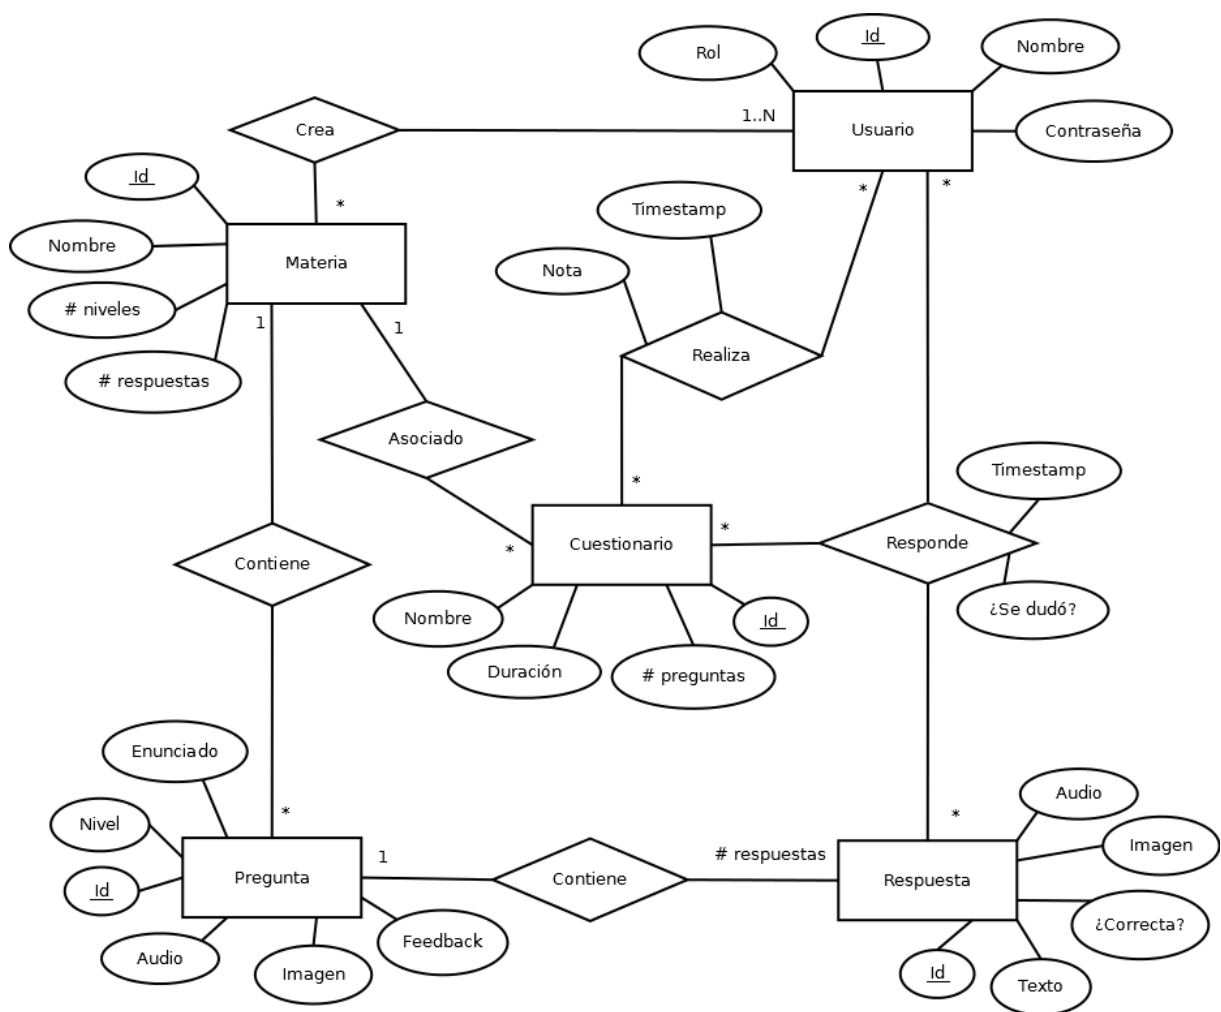 Id
Nombre
Rol
1..N
Usuario
Contraseña
Crea
Id
*
*
*
Timestamp
Nombre
Materia
Nota
# niveles
1
1
Realiza
# respuestas
Asociado
Timestamp
*
*
*
Cuestionario
Responde
Contiene
Nombre
Id
¿Se dudó?
Duración
# preguntas
Enunciado
Audio
*
*
Nivel
Imagen
1
# respuestas
Pregunta
Contiene
Respuesta
Id
¿Correcta?
Feedback
Audio
Imagen
Id
Texto